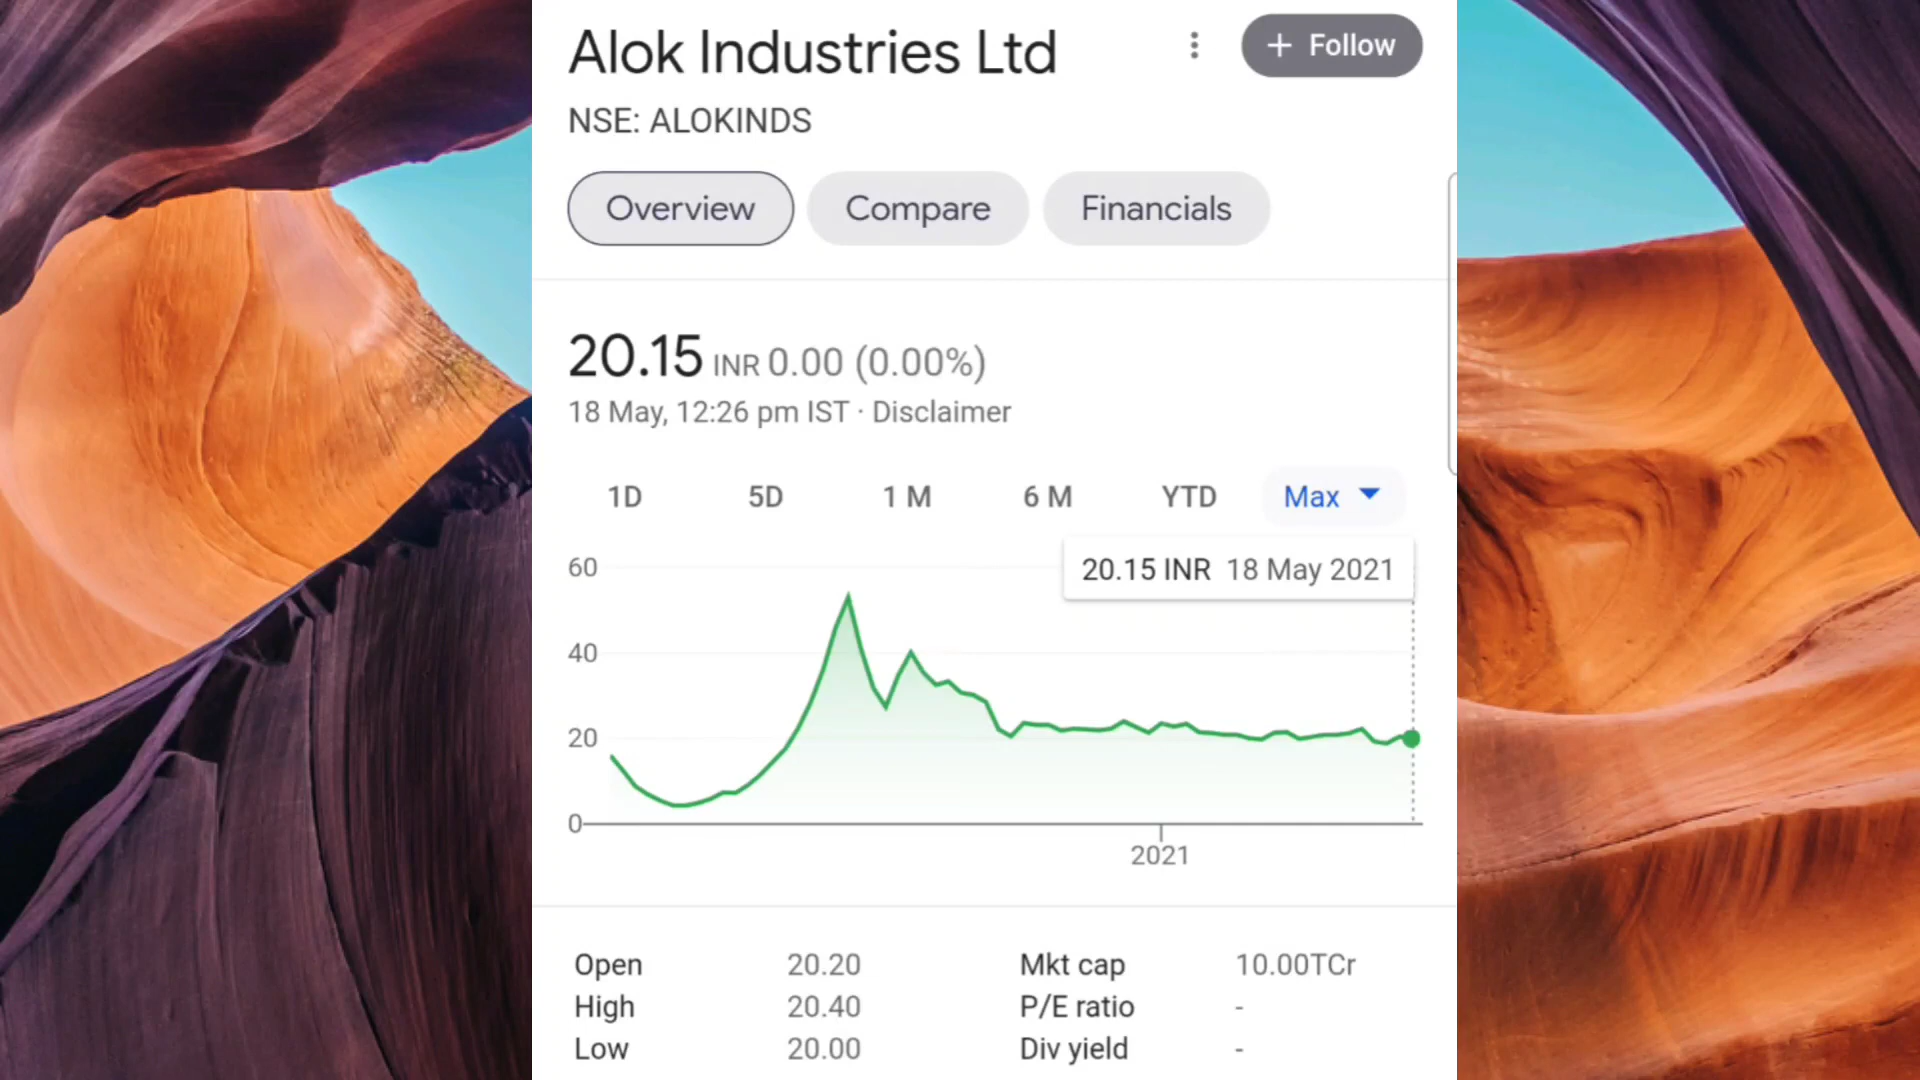 Alok Industries Ltd
+ Follow
NSE: ALOKINDS
Overview Compare Financials
20.15 INR 0.00 (0.00%)
18 May, 12:26 pm IST · Disclaimer
1D 5D 1 M 6 M YTD Max
20.15 INR 18 May 2021
60
40
20
0
2021
Open 20.20 Mkt cap 10.00TCr
High 20.40 P/E ratio -
Low 20.00 Div yield -